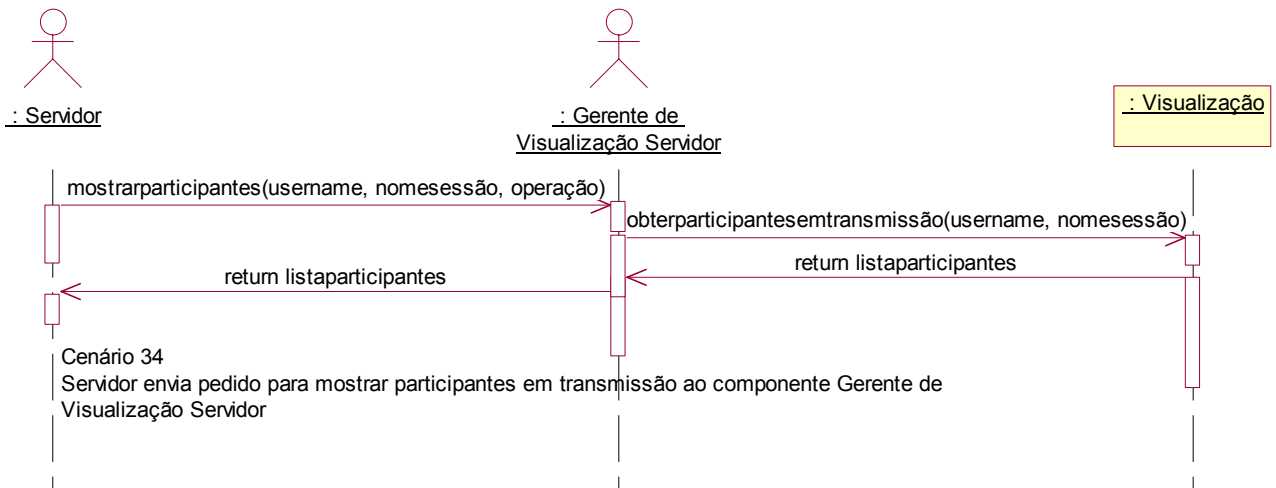 : Servidor
: Gerente de
Visualização Servidor
: Visualização
mostrarparticipantes(username, nomesessão, operação)
obterparticipantesemtransmissão(username, nomesessão)
return listaparticipantes
return listaparticipantes
Cenário 34
Servidor envia pedido para mostrar participantes em transmissão ao componente Gerente de
Visualização Servidor